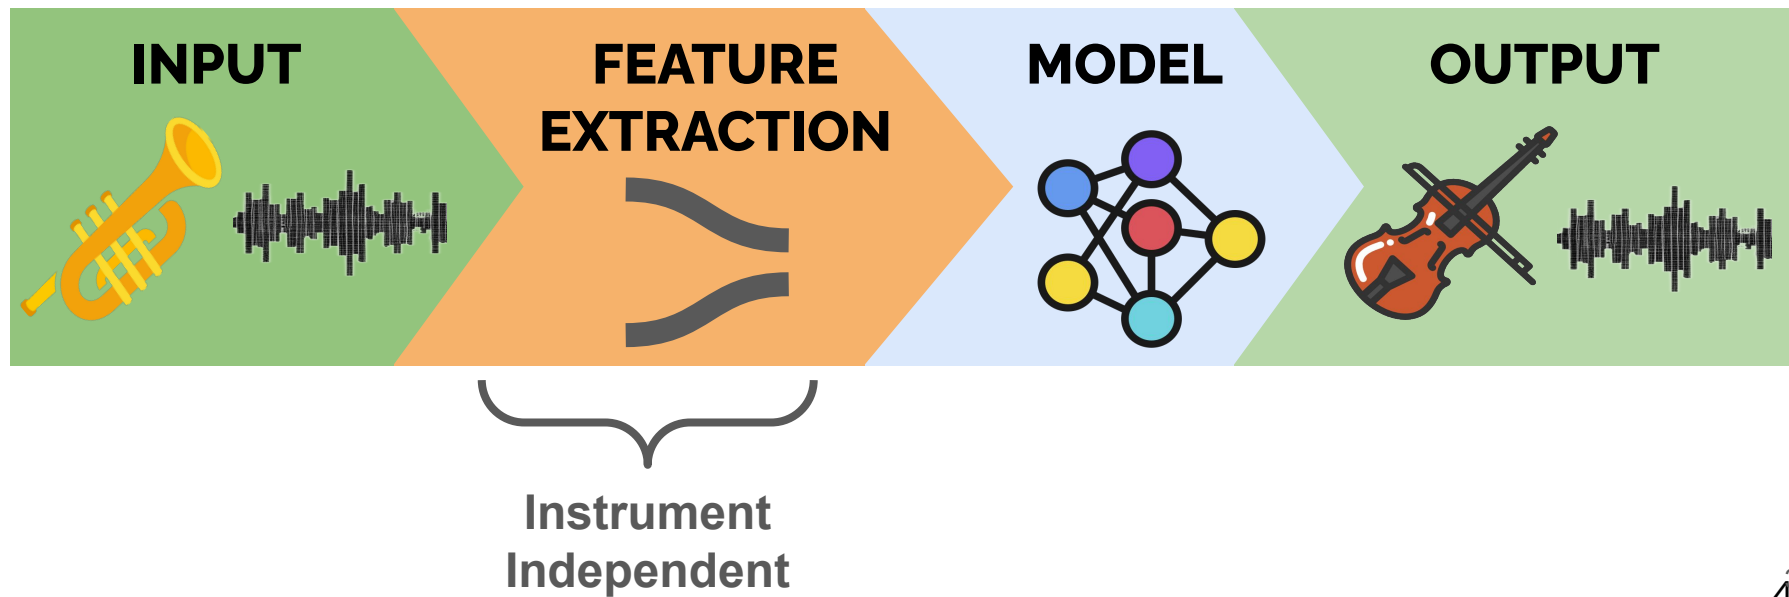 INPUT
FEATURE
EXTRACTION
MODEL
OUTPUT
Instrument
Independent